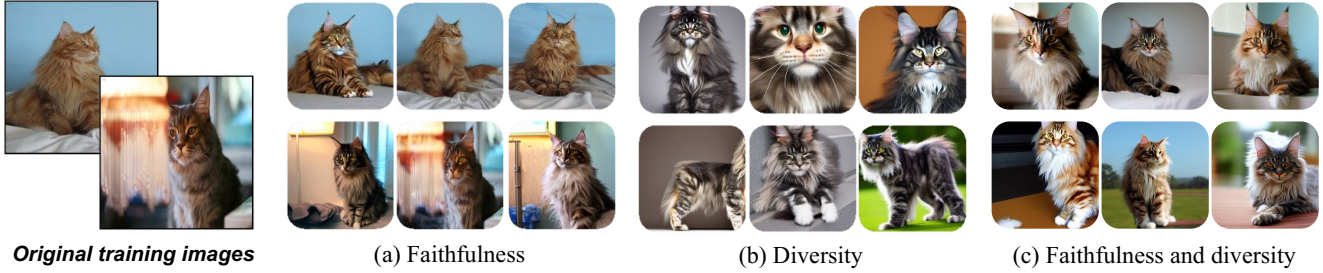 Original training images
(a) Faithfulness
(b) Diversity
(c) Faithfulness and diversity